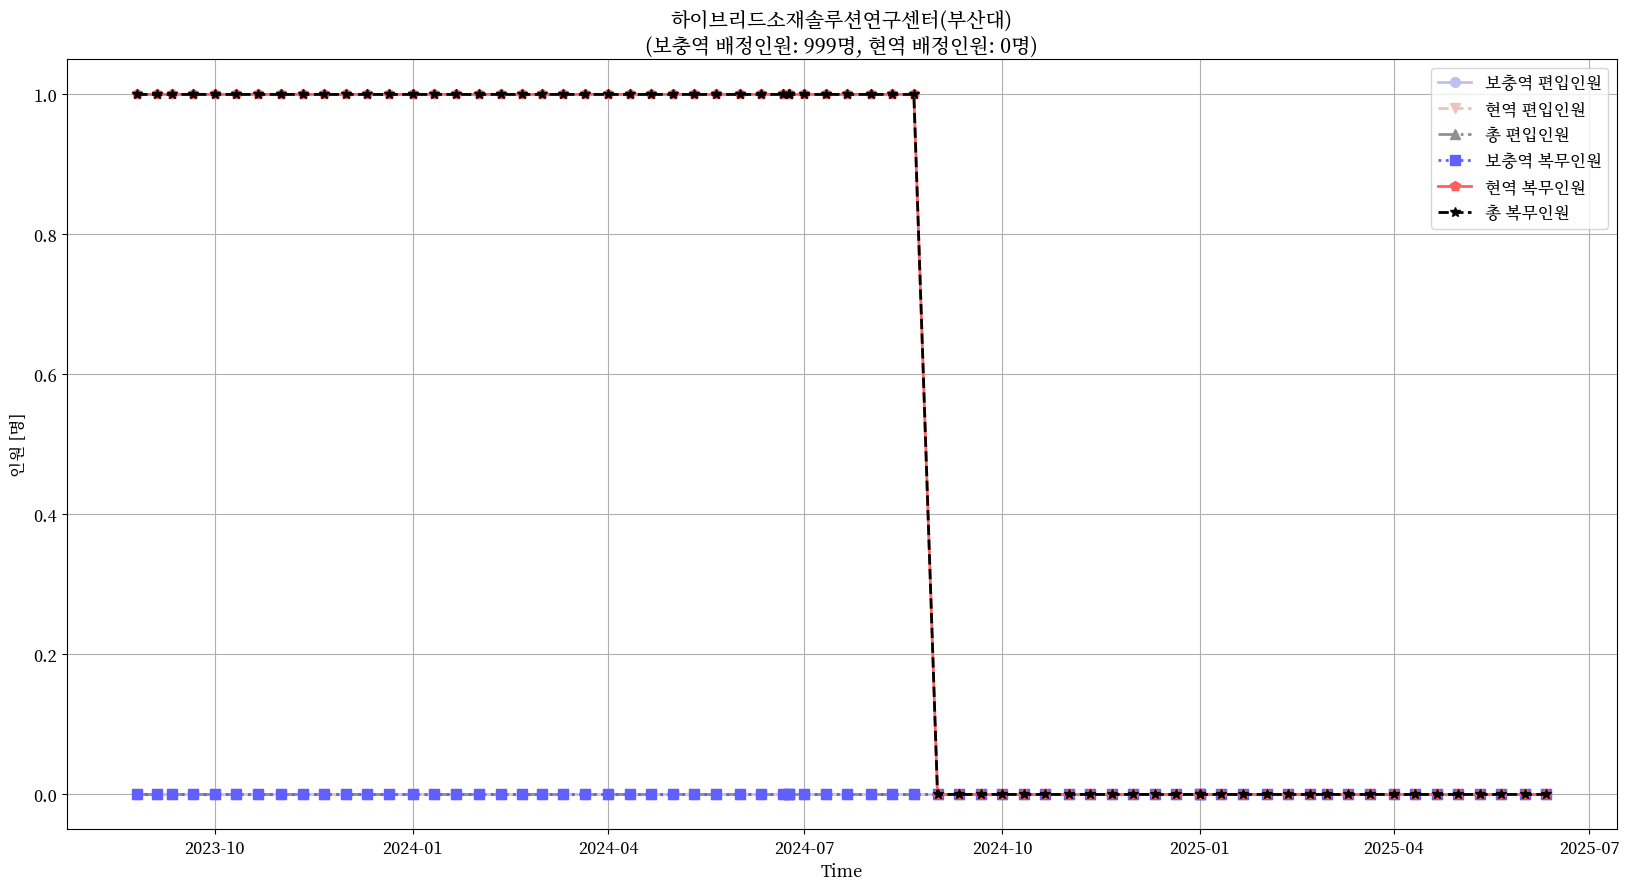 하이브리드소재솔루션연구센터(부산대)
(보충역 배정인원: 999명, 현역 배정인원: 0명)
보충역 편입인원
현역 편입인원
총 편입인원
보충역 복무인원
현역 복무인원
총 복무인원
인원 [명]
1.0
0.8
0.6
0.4
0.2
0.0
2023-10
2024-01
2024-04
2024-07
2024-10
2025-01
2025-04
2025-07
Time